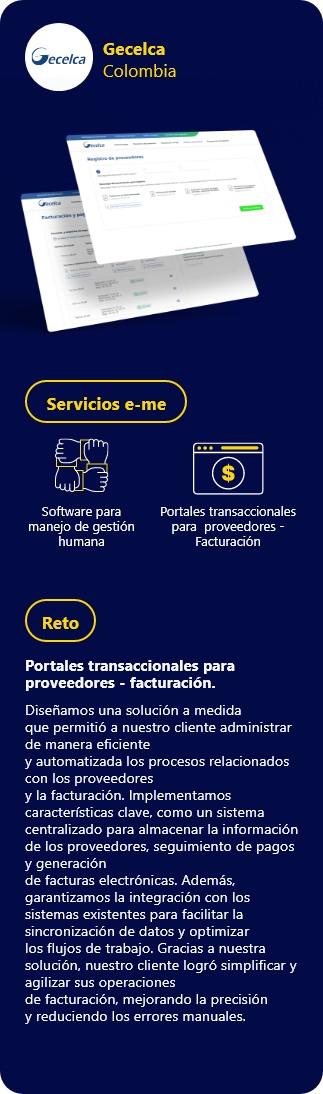 Gecelca
Gecelca
Colombia
Gecelca
Registro de proveedores
Gecelca
Servicios e-me
Software para
manejo de gestión
humana
Portales transaccionales
para proveedores -
Facturación
Reto
Portales transaccionales para
proveedores - facturación.
Diseñamos una solución a medida
que permitió a nuestro cliente administrar
de manera eficiente
y automatizada los procesos relacionados
con los proveedores
y la facturación. Implementamos
características clave, como un sistema
centralizado para almacenar la información
de los proveedores, seguimiento de pagos
y generación
de facturas electrónicas. Además,
garantizamos la integración con los
sistemas existentes para facilitar la
sincronización de datos y optimizar
los flujos de trabajo. Gracias a nuestra
solución, nuestro cliente logró simplificar y
agilizar sus operaciones
de facturación, mejorando la precisión
y reduciendo los errores manuales.